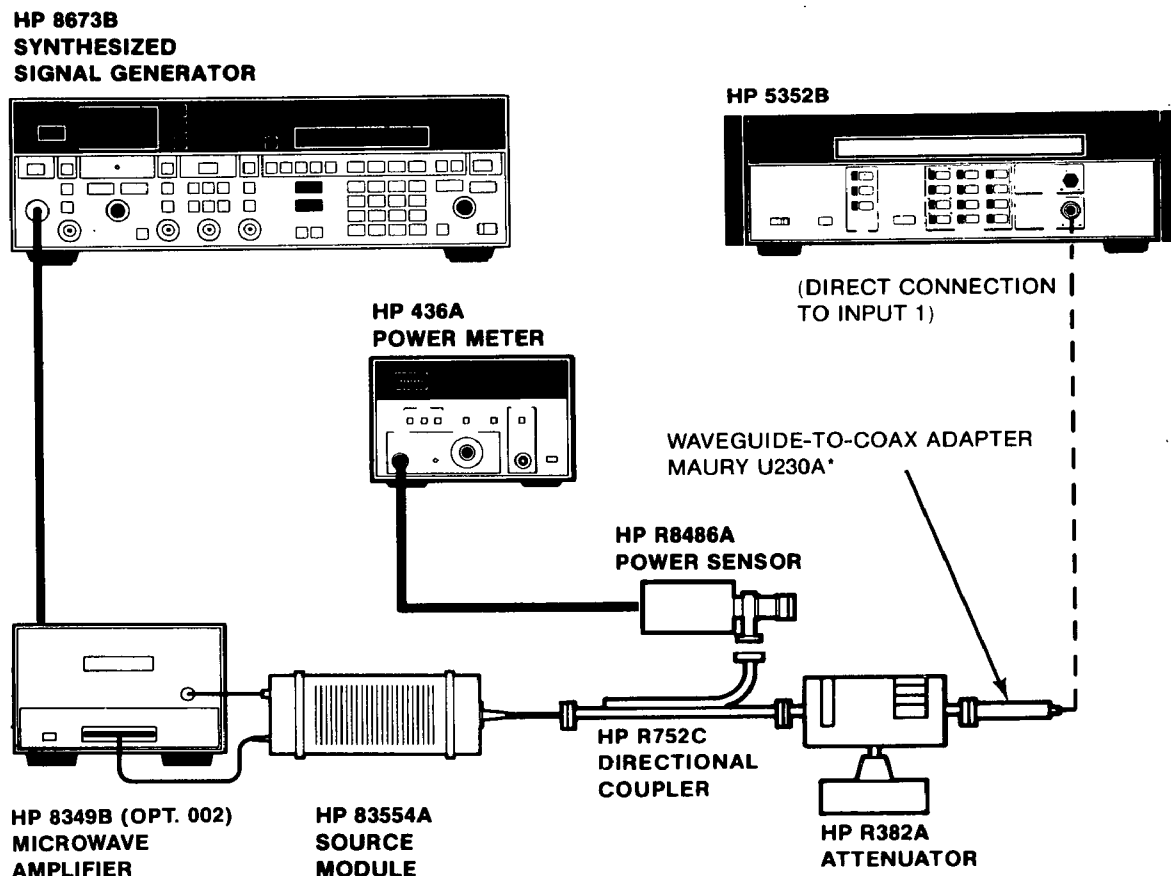 HP 8673B
SYNTHESIZED
SIGNAL GENERATOR
HP 5352B
(DIRECT CONNECTION
TO INPUT 1)
HP 436A
POWER METER
WAVEGUIDE-TO-COAX ADAPTER
MAURY U230A*
HP R8486A
POWER SENSOR
HP R752C
DIRECTIONAL
COUPLER
HP 8349B (OPT. 002)
MICROWAVE
AMPLIFIER
HP 83554A
SOURCE
MODULE
HP R382A
ATTENUATOR